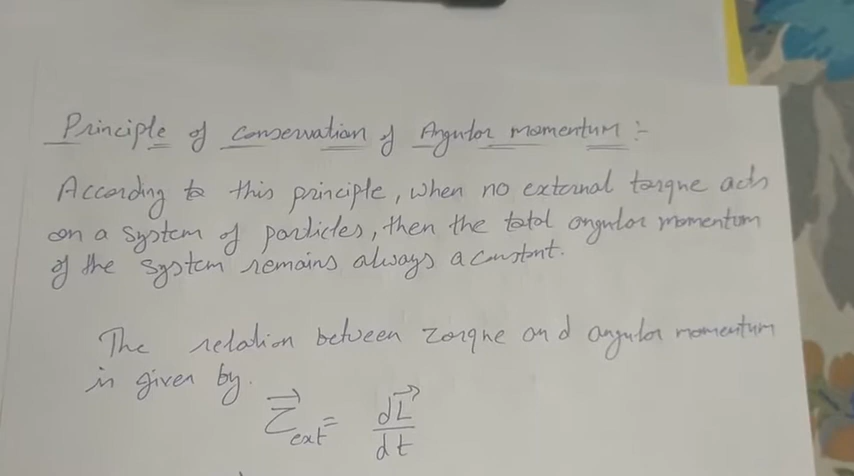 Principle of Conservation of Angular momentum :-
According to this principle, when no external torque acts
on a system of particles, then the total angular momentum
of the system remains always a constant.
The relation between torque and angular momentum
is given by.
τ⃗ext = dL⃗/dt